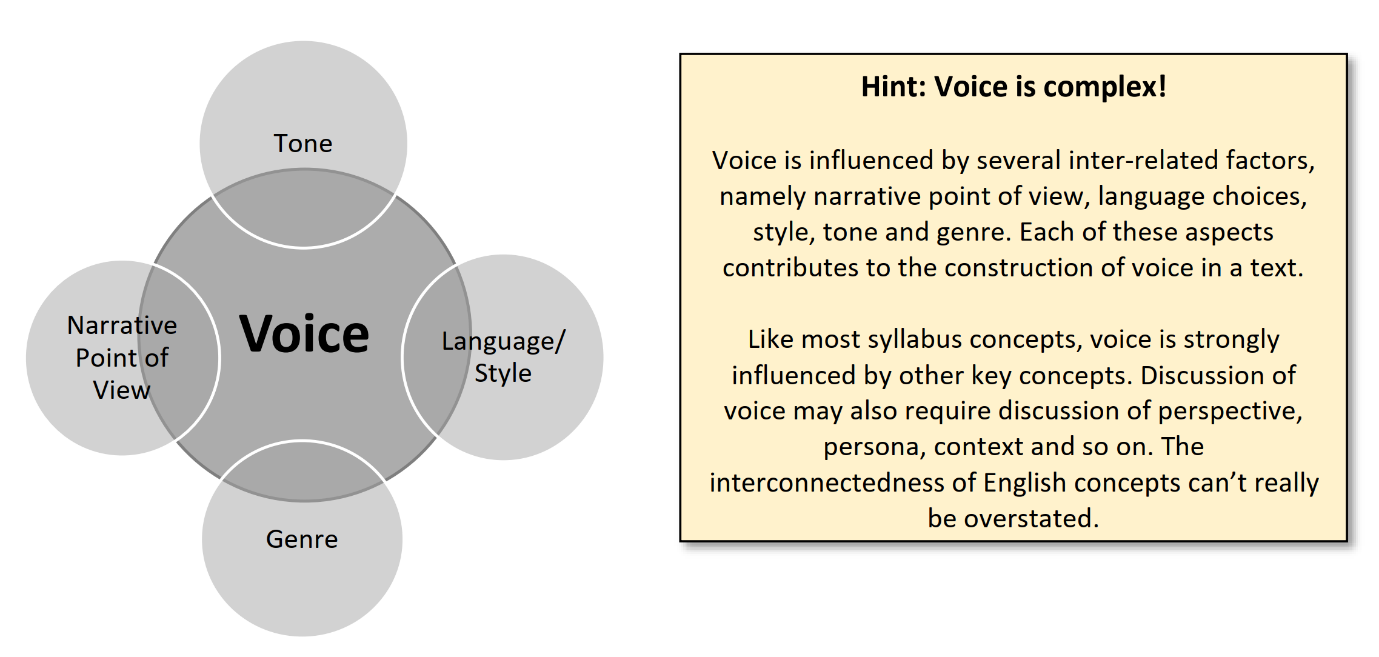 Tone
Narrative
Point of
View
Voice
Language/
Style
Genre
Hint: Voice is complex!
Voice is influenced by several inter-related factors,
namely narrative point of view, language choices,
style, tone and genre. Each of these aspects
contributes to the construction of voice in a text.
Like most syllabus concepts, voice is strongly
influenced by other key concepts. Discussion of
voice may also require discussion of perspective,
persona, context and so on. The
interconnectedness of English concepts can’t really
be overstated.